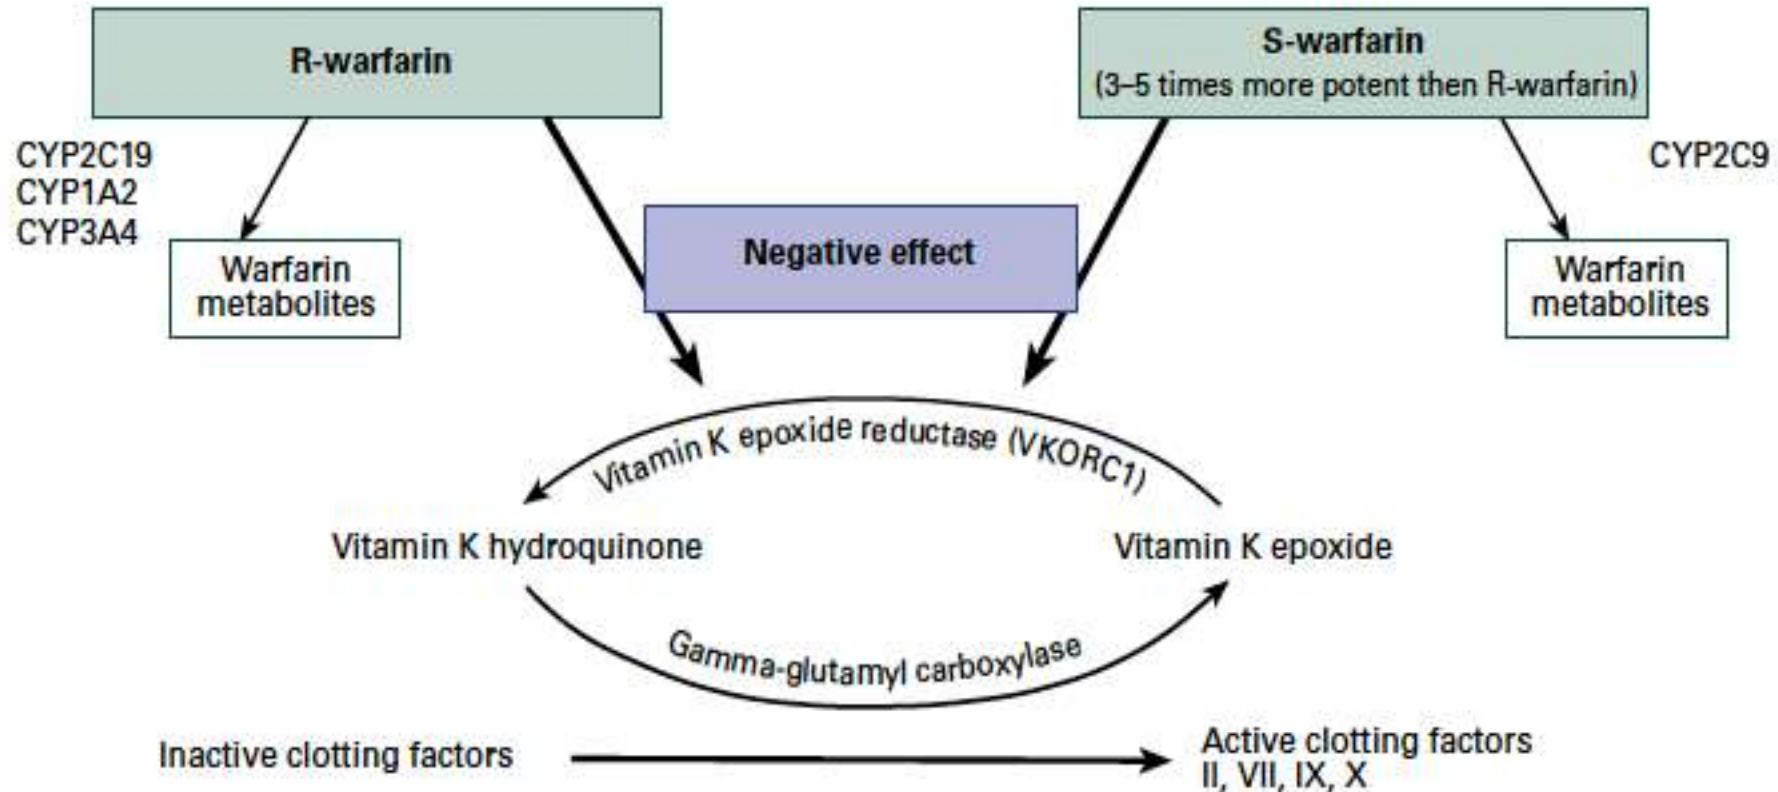 R-warfarin
S-warfarin
(3–5 times more potent then R-warfarin)
CYP2C19
CYP1A2
CYP3A4
CYP2C9
Negative effect
Warfarin
metabolites
Warfarin
metabolites
Vitamin K epoxide reductase (VKORC1)
Vitamin K hydroquinone
Vitamin K epoxide
Gamma-glutamyl carboxylase
Inactive clotting factors
Active clotting factors
II, VII, IX, X